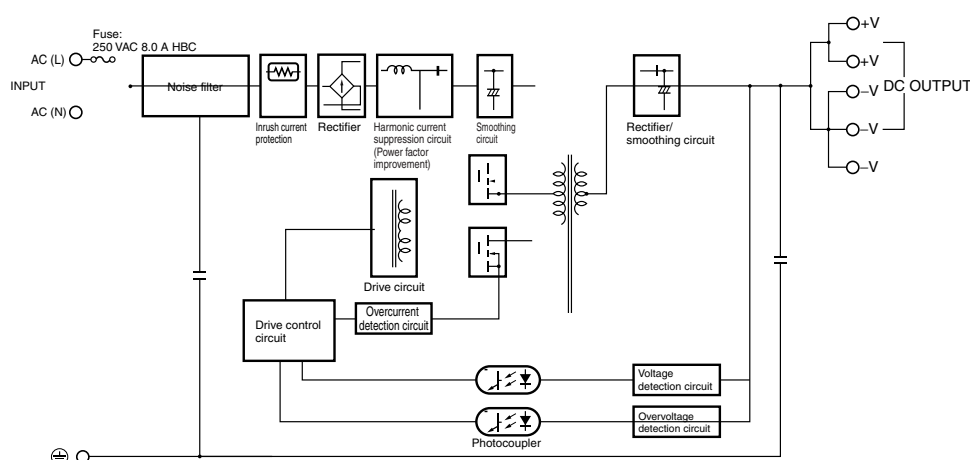 Fuse:
250 VAC 8.0 A HBC
AC (L)
INPUT
AC (N)
Noise filter
Inrush current
protection
Rectifier
Harmonic current
suppression circuit
(Power factor
improvement)
Smoothing
circuit
Rectifier/
smoothing circuit
+V
+V
–V
DC OUTPUT
–V
–V
Drive circuit
Drive control
circuit
Overcurrent
detection circuit
Voltage
detection circuit
Overvoltage
detection circuit
Photocoupler